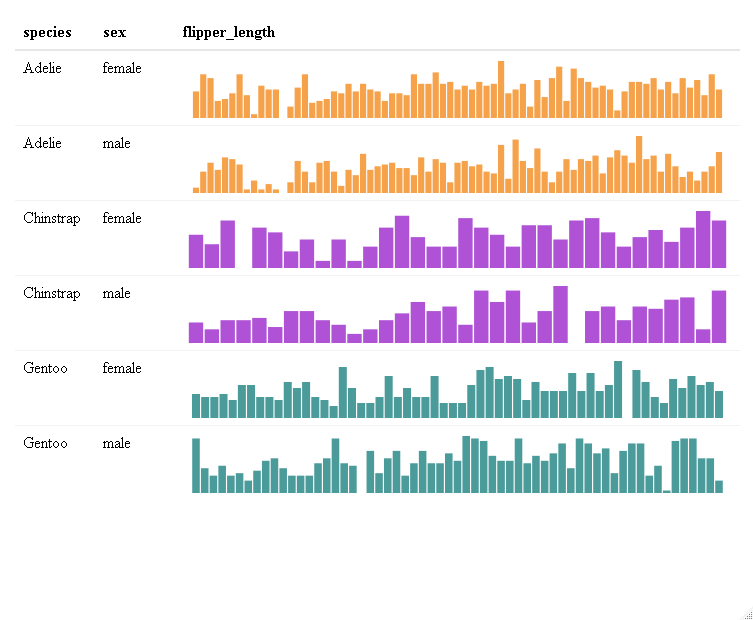 species sex flipper_length
Adelie female
Adelie male
Chinstrap female
Chinstrap male
Gentoo female
Gentoo male